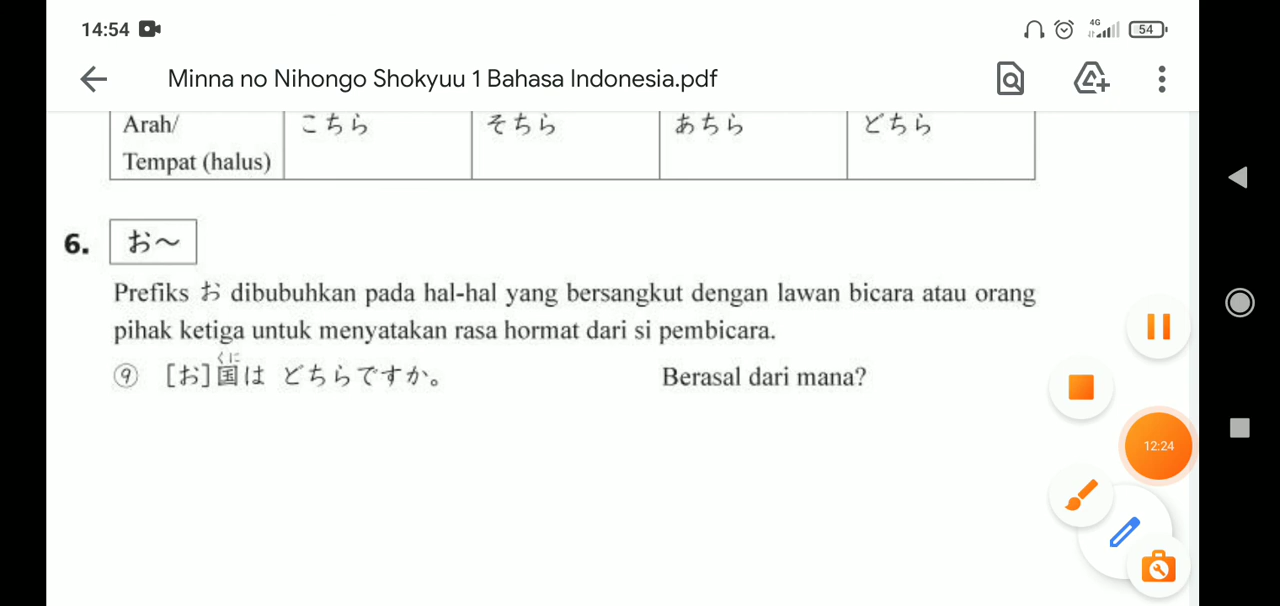 14:54 4G 54
Minna no Nihongo Shokyuu 1 Bahasa Indonesia.pdf
Arah/ こちら そちら あちら どちら
Tempat (halus)
6. お〜
Prefiks お dibubuhkan pada hal-hal yang bersangkut dengan lawan bicara atau orang
pihak ketiga untuk menyatakan rasa hormat dari si pembicara.
くに
⑨ [お]国は どちらですか。 Berasal dari mana?
12:24